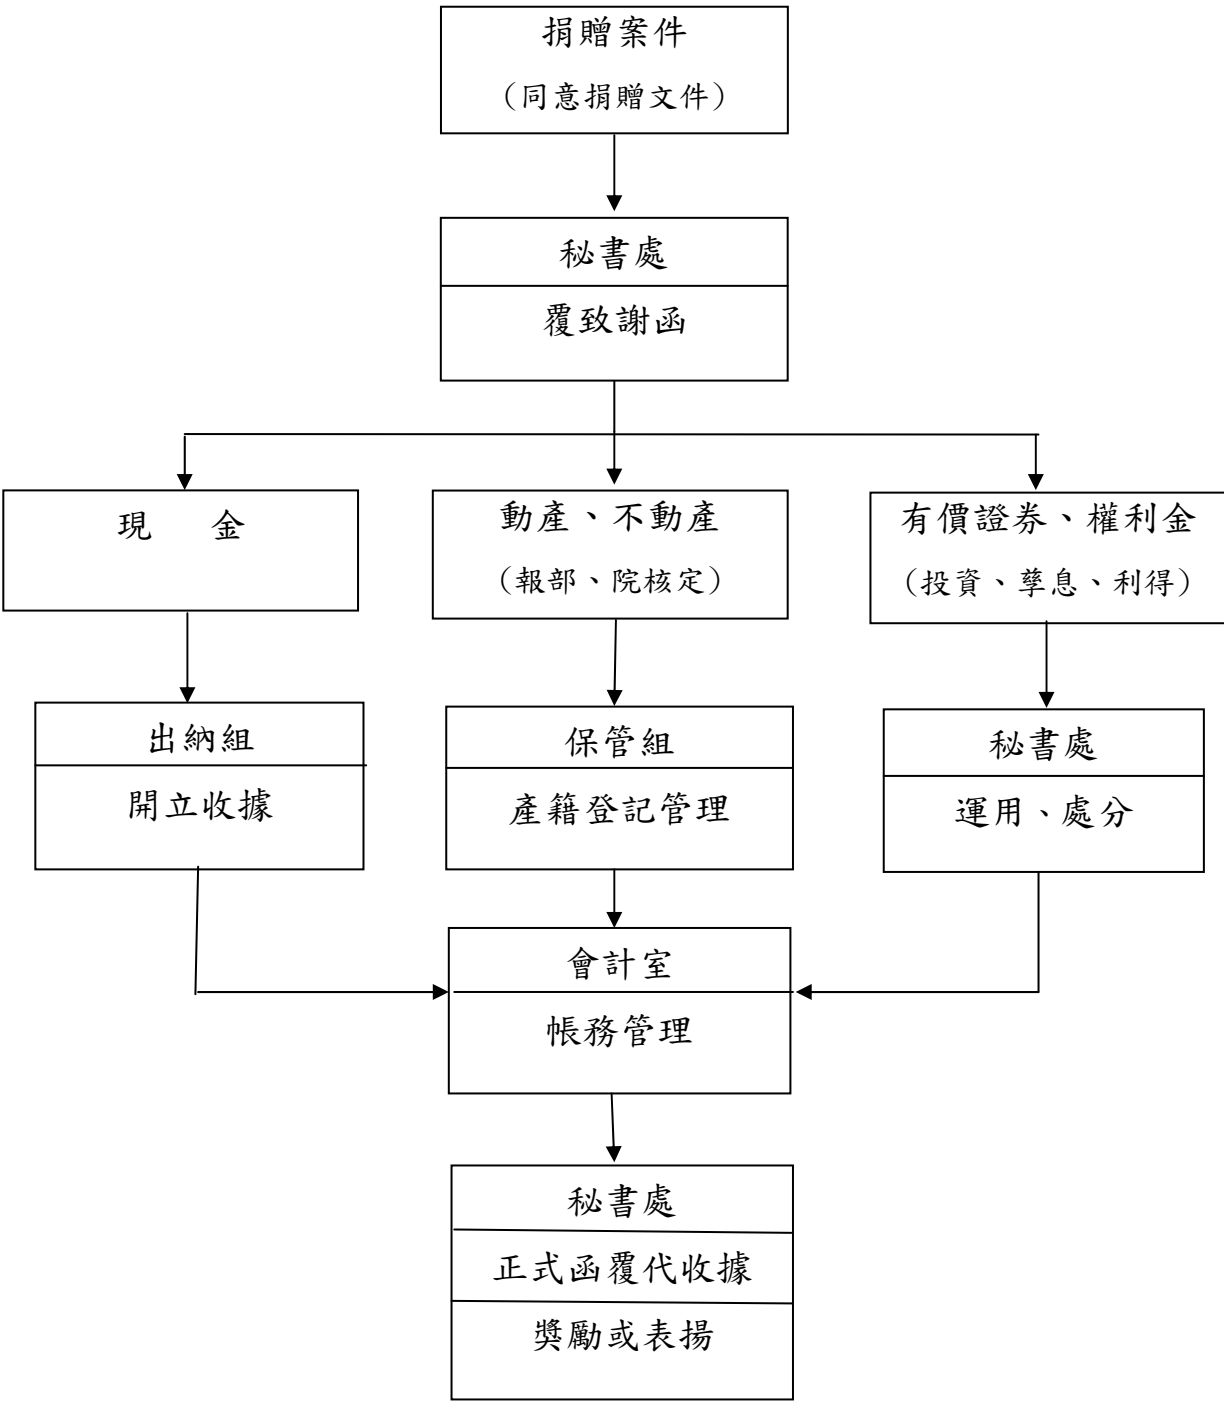 捐贈案件
(同意捐贈文件)
秘書處
覆致謝函
現　金
動產、不動產
(報部、院核定)
有價證券、權利金
(投資、孳息、利得)
出納組
開立收據
保管組
產籍登記管理
秘書處
運用、處分
會計室
帳務管理
秘書處
正式函覆代收據
獎勵或表揚